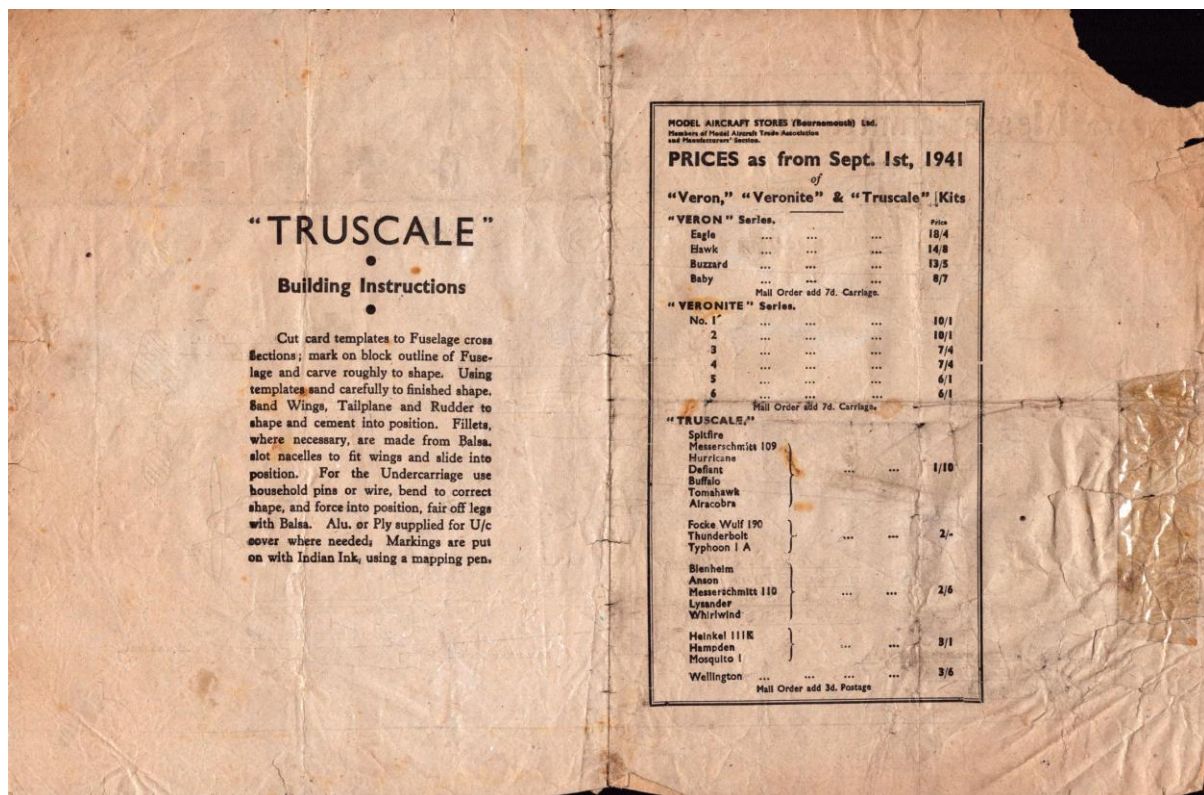 "TRUSCALE"
Building Instructions
Cut card templates to Fuselage cross
Sections; mark on block outline of Fuse-
lage and carve roughly to shape. Using
templates sand carefully to finished shape.
Sand Wings, Tailplane and Rudder to
shape and cement into position. Fillets,
where necessary, are made from Balsa.
slot nacelles to fit wings and slide into
position. For the Undercarriage use
household pins or wire, bend to correct
shape, and force into position, fair off legs
with Balsa. Alu. or Ply supplied for U/c
cover where needed; Markings are put
on with Indian Ink, using a mapping pen.
MODEL AIRCRAFT STORES (Bournemouth) Ltd.
Members of Model Aircraft Trade Association
and Manufacturers' Section.
PRICES as from Sept. 1st, 1941
of
"Veron," "Veronite" & "Truscale" Kits
"VERON" Series. Price
Eagle ... ... ... 18/4
Hawk ... ... ... 14/8
Buzzard ... ... ... 13/5
Baby ... ... ... 8/7
Mail Order add 7d. Carriage.
"VERONITE" Series.
No. 1 ... ... ... 10/1
2 ... ... ... 10/1
3 ... ... ... 7/4
4 ... ... ... 7/4
5 ... ... ... 6/1
6 ... ... ... 6/1
Mail Order add 7d. Carriage.
"TRUSCALE,"
Spitfire
Messerschmitt 109
Hurricane
Defiant ... ... 1/10
Buffalo
Tomahawk
Airacobra
Focke Wulf 190
Thunderbolt ... ... 2/-
Typhoon 1 A
Blenheim
Anson
Messerschmitt 110 ... ... 2/6
Lysander
Whirlwind
Heinkel 111K
Hampden ... ... 3/1
Mosquito 1
Wellington ... ... ... ... 3/6
Mail Order add 3d. Postage